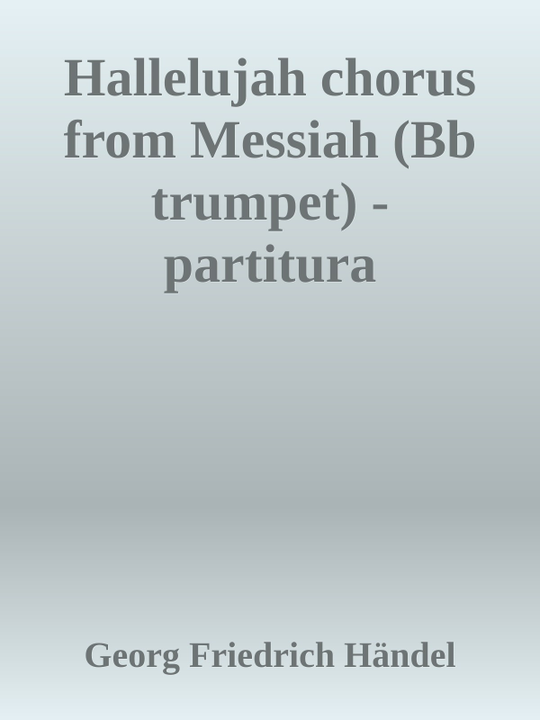 Hallelujah chorus
from Messiah (Bb
trumpet) -
partitura
Georg Friedrich Händel